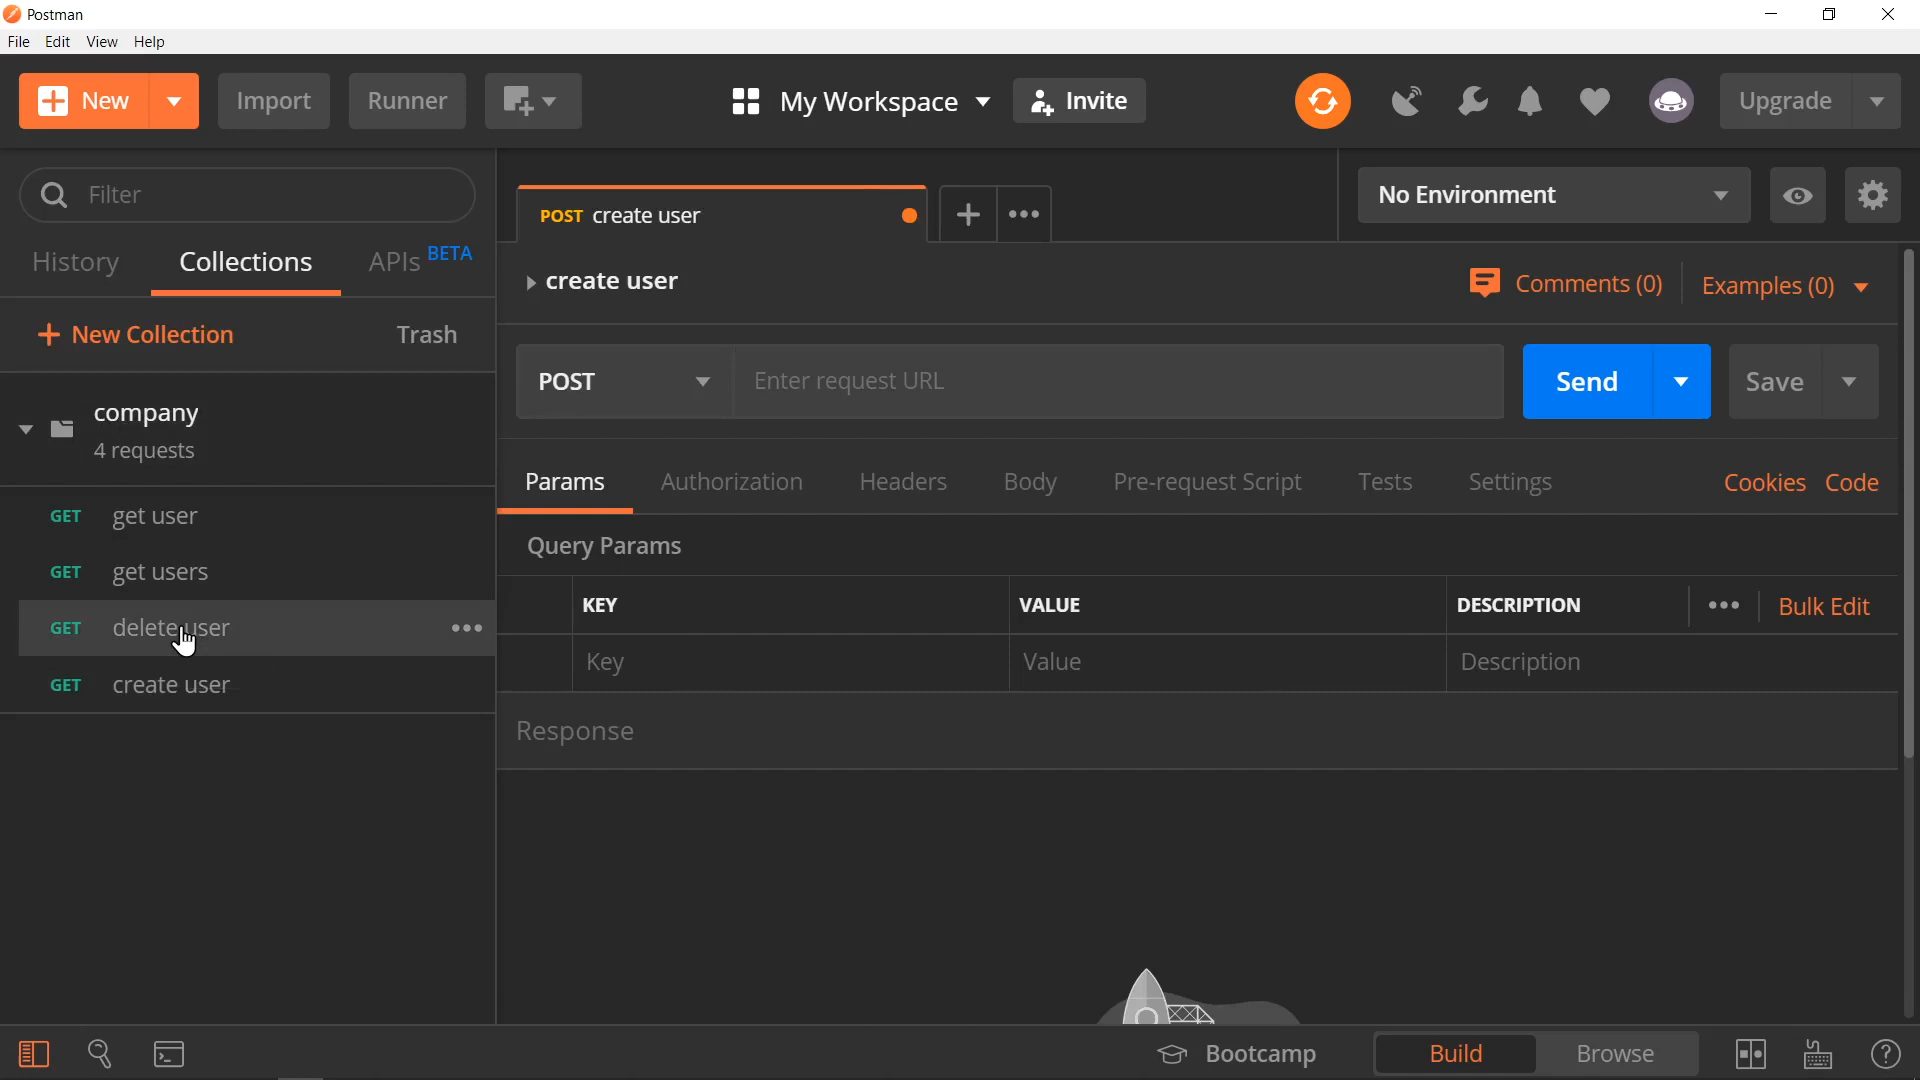 Postman
File Edit View Help
New Import Runner My Workspace Invite Upgrade
Filter
History Collections APIs BETA
+ New Collection Trash
company
4 requests
GET get user
GET get users
GET delete user
GET create user
POST create user
No Environment
create user
Comments (0) Examples (0)
POST Enter request URL Send Save
Params Authorization Headers Body Pre-request Script Tests Settings Cookies Code
Query Params
KEY VALUE DESCRIPTION Bulk Edit
Key Value Description
Response
Bootcamp Build Browse